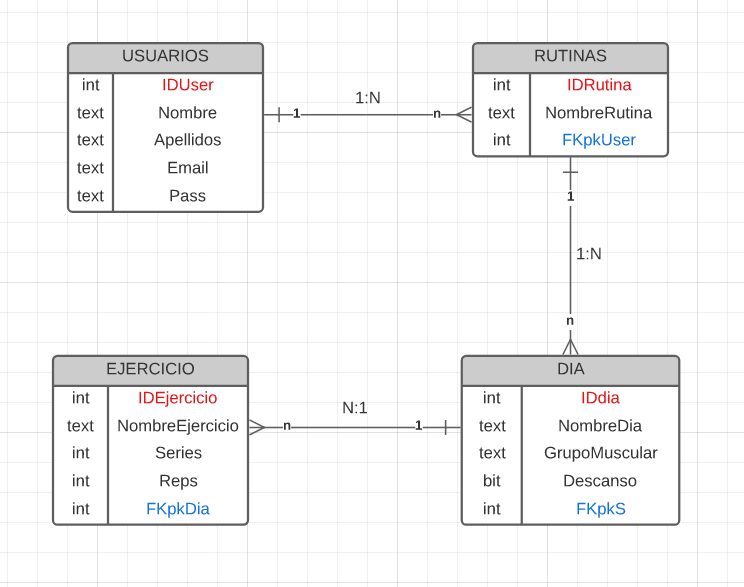 USUARIOS
int IDUser
text Nombre
text Apellidos
text Email
text Pass
1:N
1 n
RUTINAS
int IDRutina
text NombreRutina
int FKpkUser
1
1:N
n
EJERCICIO
int IDEjercicio
text NombreEjercicio
int Series
int Reps
int FKpkDia
N:1
n 1
DIA
int IDdia
text NombreDia
text GrupoMuscular
bit Descanso
int FKpkS